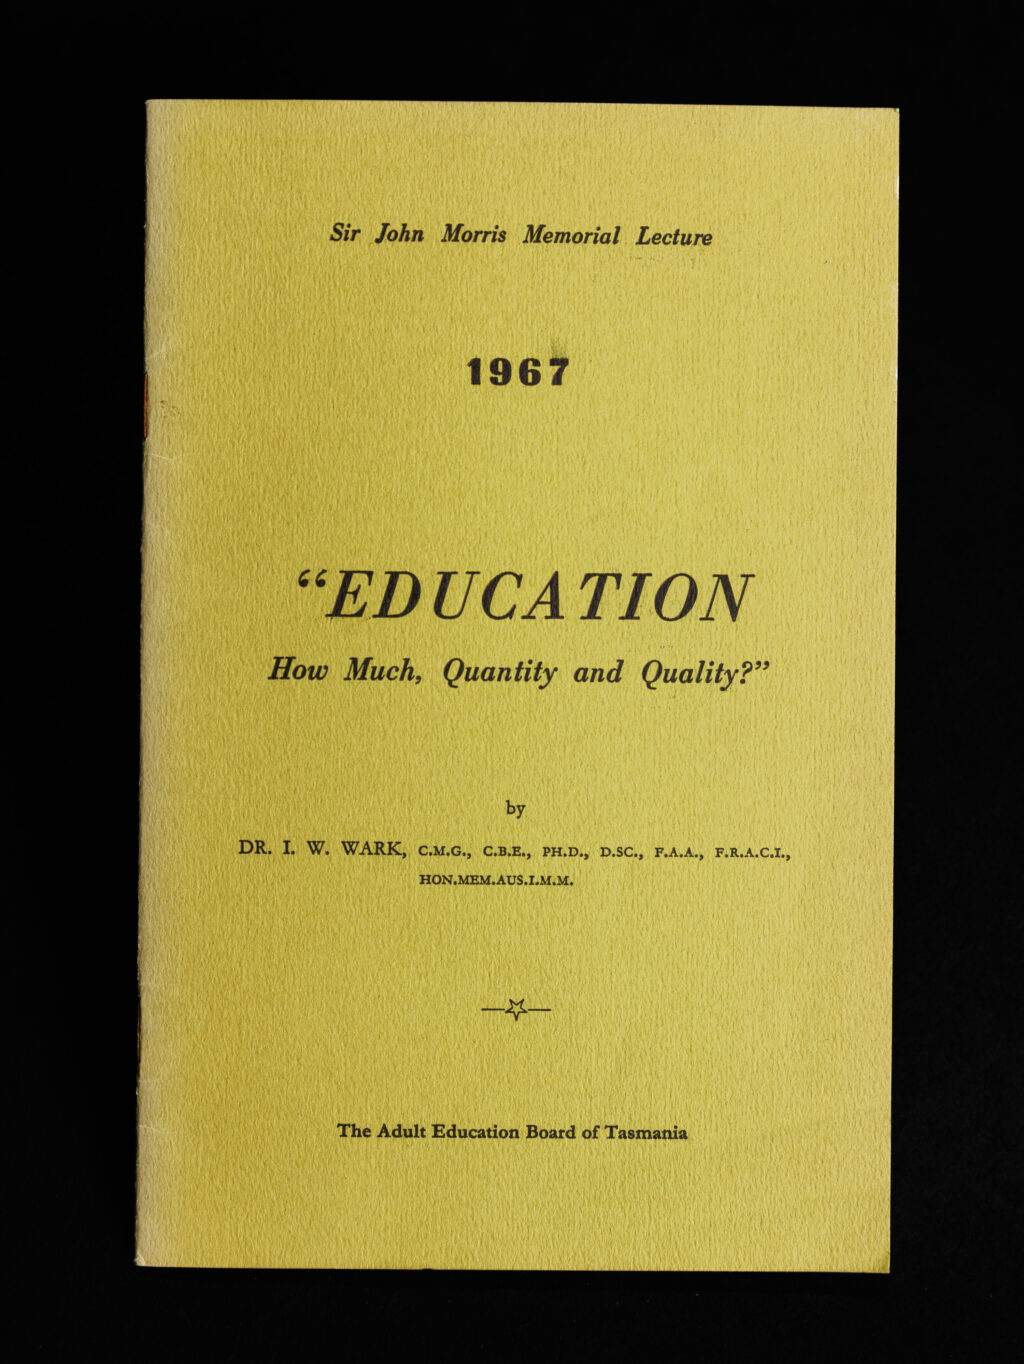 Sir John Morris Memorial Lecture
1967
“EDUCATION
How Much, Quantity and Quality?”
by
DR. I. W. WARK, C.M.G., C.B.E., PH.D., D.SC., F.A.A., F.R.A.C.I.,
HON.MEM.AUS.I.M.M.
The Adult Education Board of Tasmania